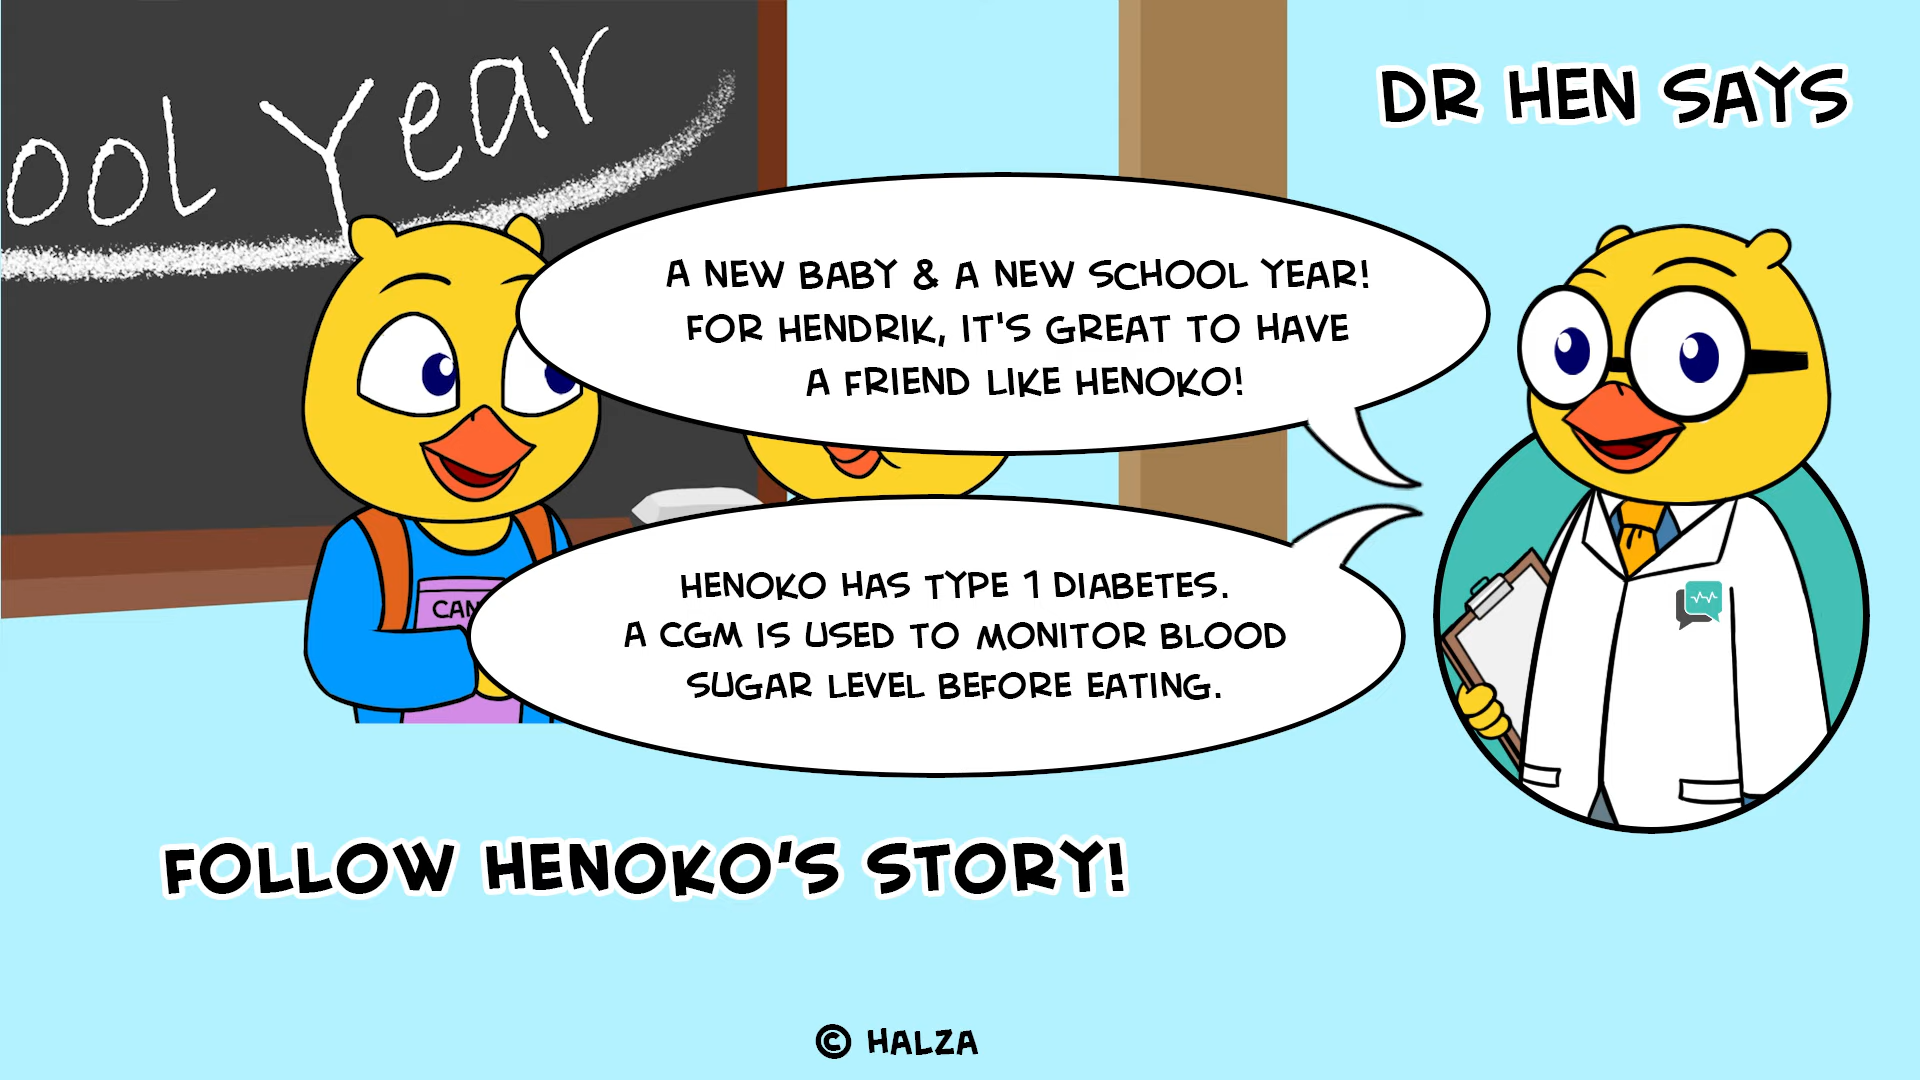 ool Year
DR HEN SAYS
A NEW BABY & A NEW SCHOOL YEAR!
FOR HENDRIK, IT'S GREAT TO HAVE
A FRIEND LIKE HENOKO!
HENOKO HAS TYPE 1 DIABETES.
A CGM IS USED TO MONITOR BLOOD
SUGAR LEVEL BEFORE EATING.
CAN
FOLLOW HENOKO'S STORY!
© HALZA